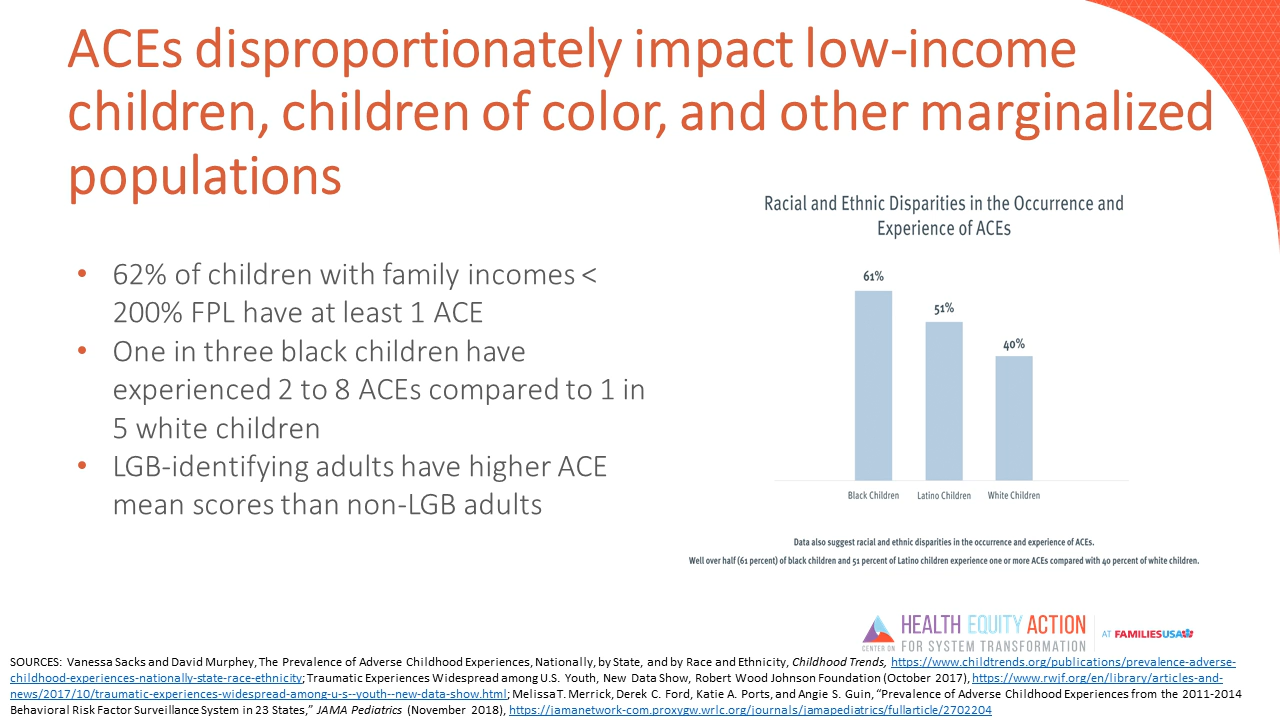 ACEs disproportionately impact low-income
children, children of color, and other marginalized
populations
• 62% of children with family incomes <
200% FPL have at least 1 ACE
• One in three black children have
experienced 2 to 8 ACEs compared to 1 in
5 white children
• LGB-identifying adults have higher ACE
mean scores than non-LGB adults
Racial and Ethnic Disparities in the Occurrence and
Experience of ACEs
61%
51%
40%
Black Children Latino Children White Children
Data also suggest racial and ethnic disparities in the occurrence and experience of ACEs.
Well over half (61 percent) of black children and 51 percent of Latino children experience one or more ACEs compared with 40 percent of white children.
HEALTH EQUITY ACTION
CENTER ON FOR SYSTEM TRANSFORMATION
AT FAMILIESUSA
SOURCES: Vanessa Sacks and David Murphey, The Prevalence of Adverse Childhood Experiences, Nationally, by State, and by Race and Ethnicity, Childhood Trends, https://www.childtrends.org/publications/prevalence-adverse-
childhood-experiences-nationally-state-race-ethnicity; Traumatic Experiences Widespread among U.S. Youth, New Data Show, Robert Wood Johnson Foundation (October 2017), https://www.rwjf.org/en/library/articles-and-
news/2017/10/traumatic-experiences-widespread-among-u-s--youth--new-data-show.html; Melissa T. Merrick, Derek C. Ford, Katie A. Ports, and Angie S. Guin, “Prevalence of Adverse Childhood Experiences from the 2011-2014
Behavioral Risk Factor Surveillance System in 23 States,” JAMA Pediatrics (November 2018), https://jamanetwork-com.proxygw.wrlc.org/journals/jamapediatrics/fullarticle/2702204